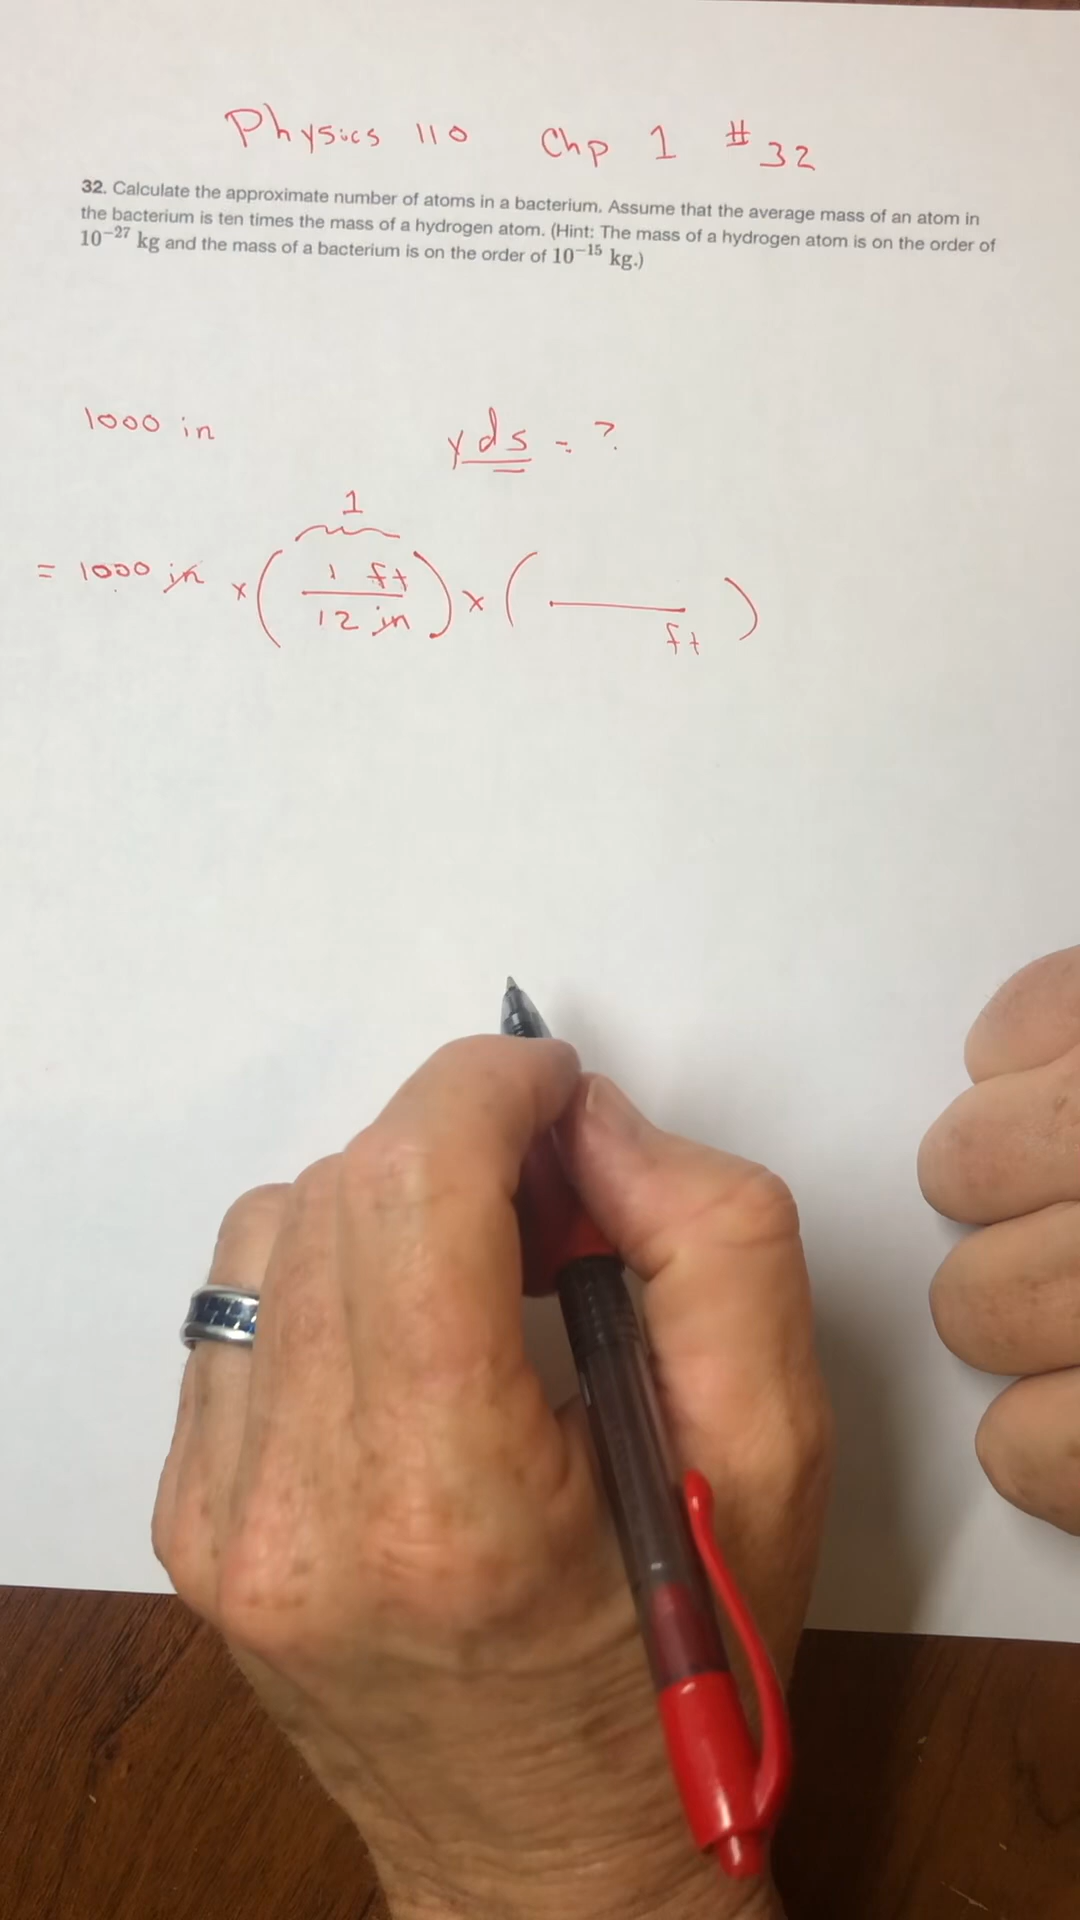 Physics 110 Chp 1 # 32
32. Calculate the approximate number of atoms in a bacterium. Assume that the average mass of an atom in
the bacterium is ten times the mass of a hydrogen atom. (Hint: The mass of a hydrogen atom is on the order of
10⁻²⁷ kg and the mass of a bacterium is on the order of 10⁻¹⁵ kg.)
1000 in yds = ?
1
= 1000 in × (1 ft / 12 in) × (___ / ft)